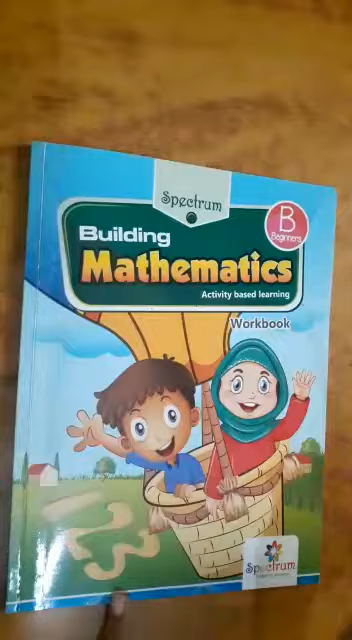 Spectrum
B
Beginners
Building
Mathematics
Activity based learning
Workbook
Spectrum